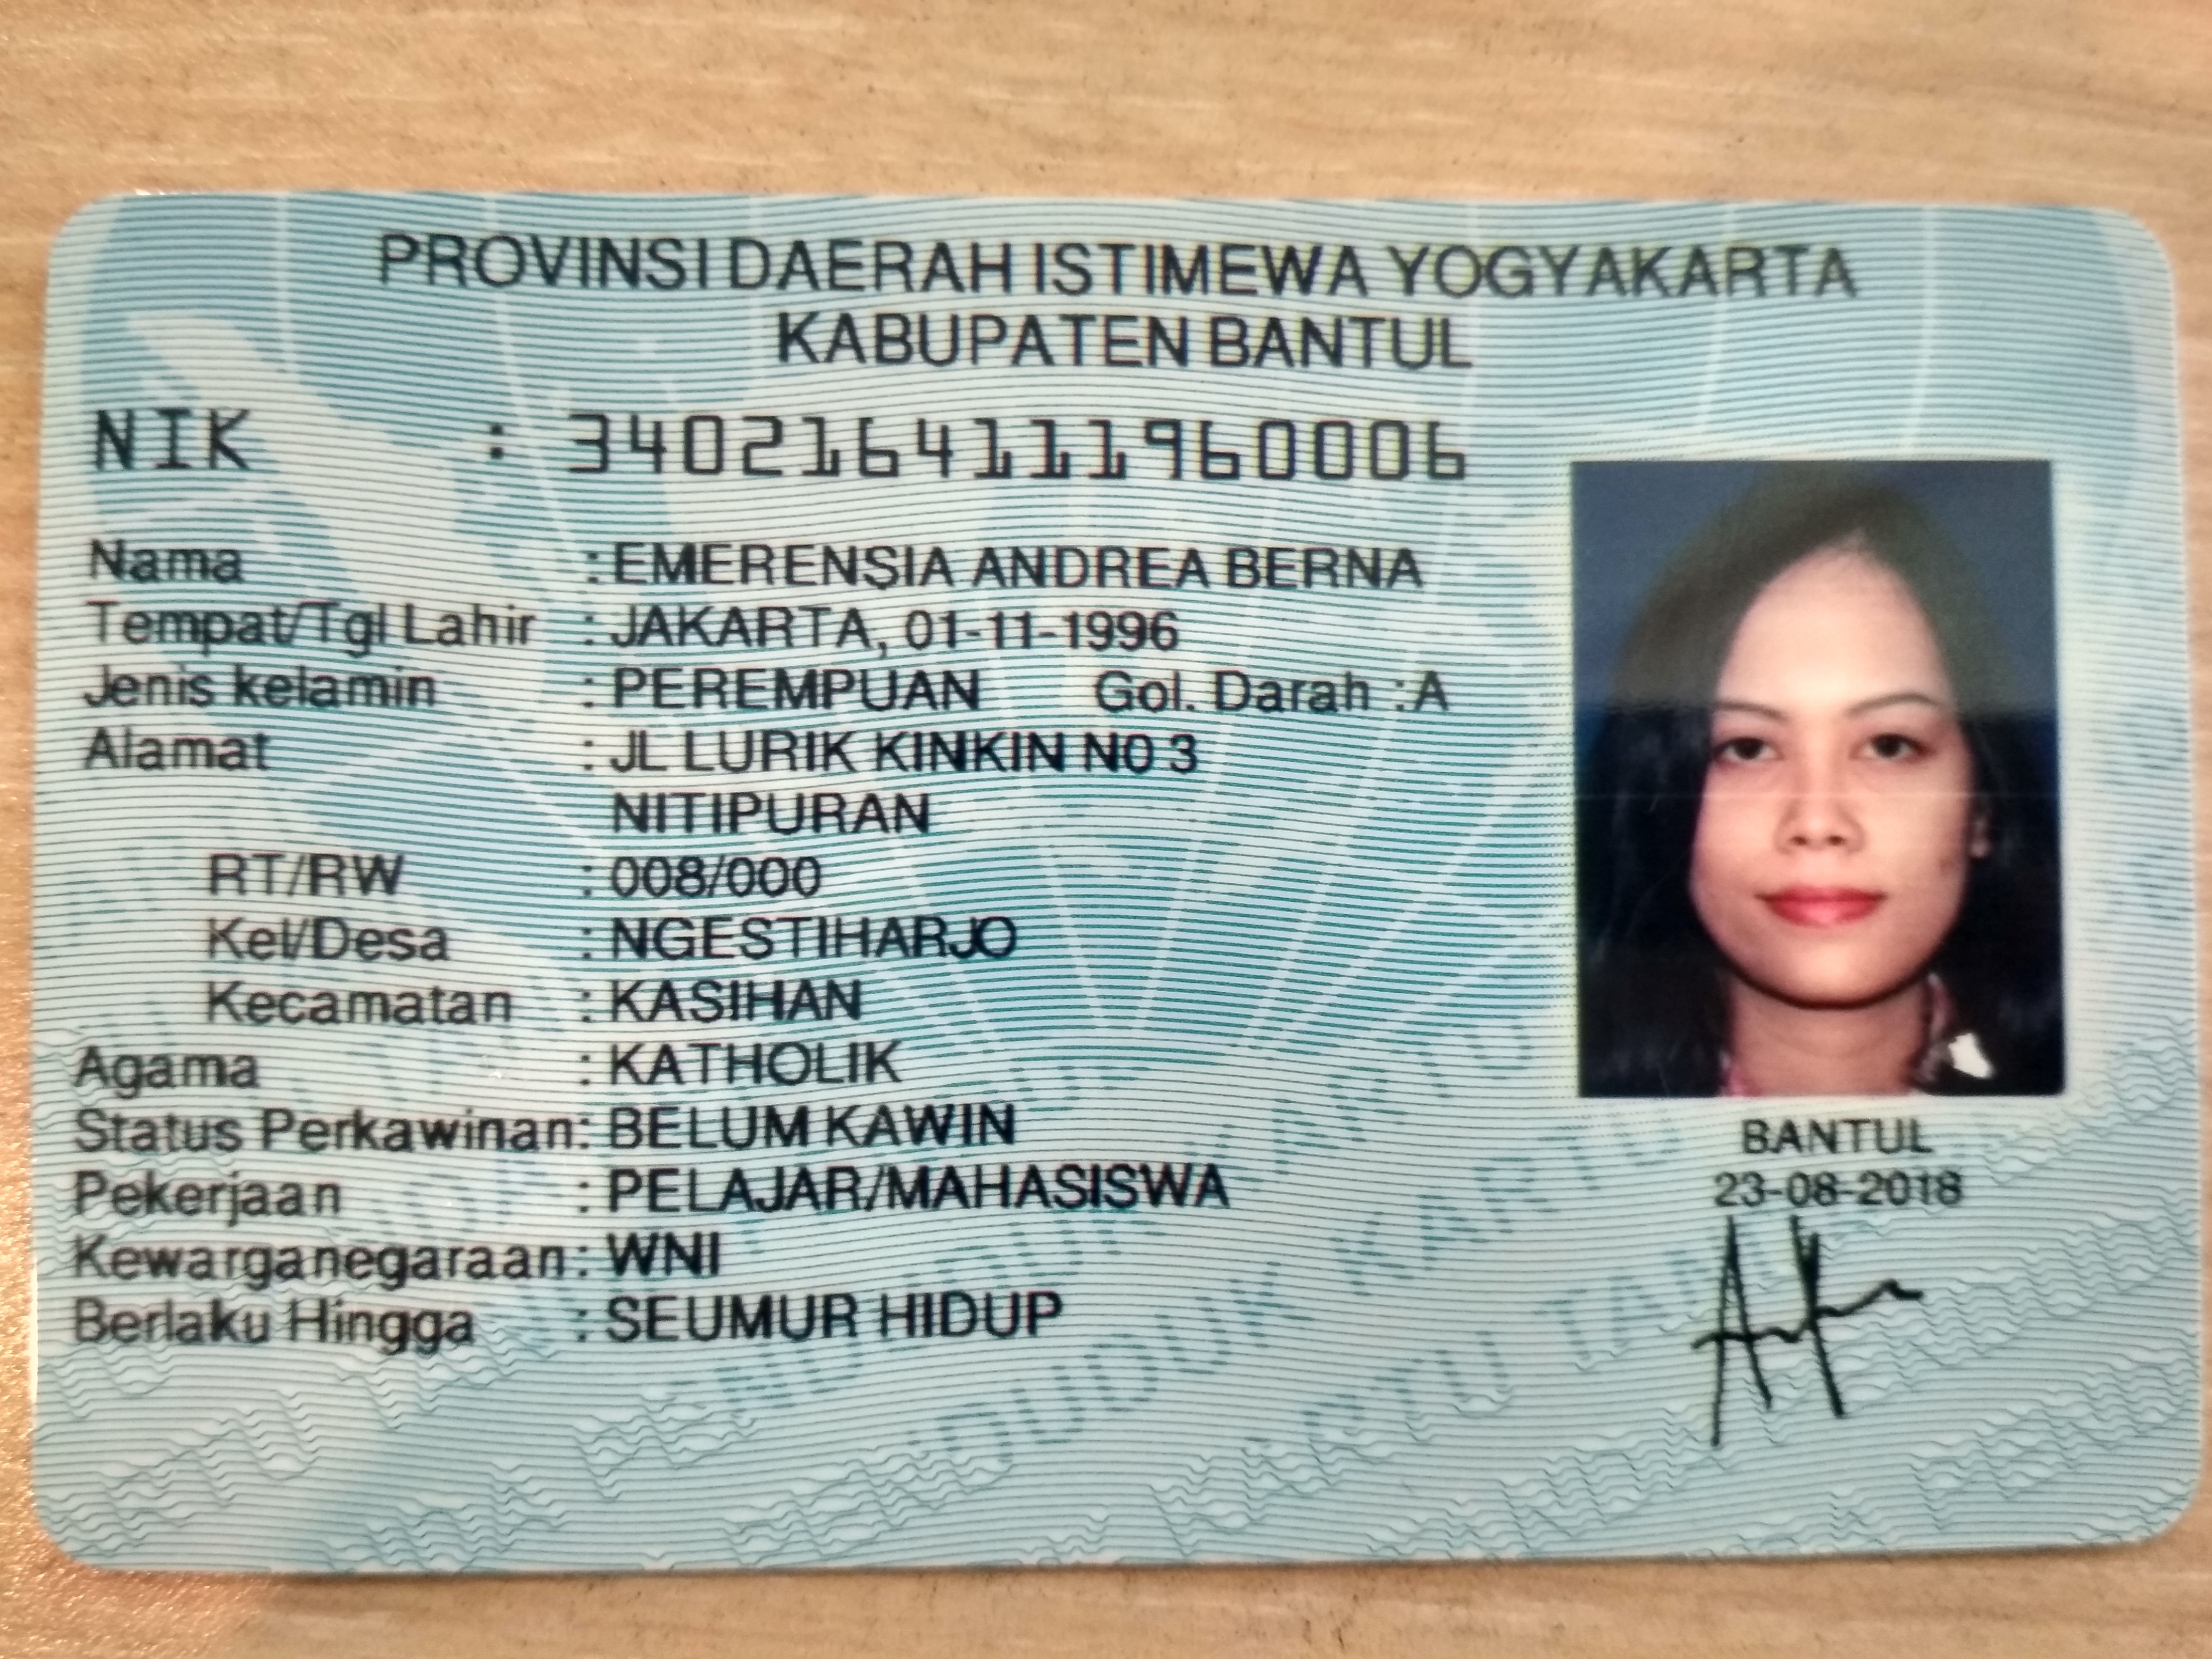 PROVINSI DAERAH ISTIMEWA YOGYAKARTA
KABUPATEN BANTUL
NIK : 3402164111960006
Nama : EMERENSIA ANDREA BERNA
Tempat/Tgl Lahir : JAKARTA, 01-11-1996
Jenis kelamin : PEREMPUAN Gol. Darah : A
Alamat : JL LURIK KINKIN NO 3
NITIPURAN
RT/RW : 008/000
Kel/Desa : NGESTIHARJO
Kecamatan : KASIHAN
Agama : KATHOLIK
Status Perkawinan : BELUM KAWIN
Pekerjaan : PELAJAR/MAHASISWA
Kewarganegaraan : WNI
Berlaku Hingga : SEUMUR HIDUP
BANTUL
23-08-2018